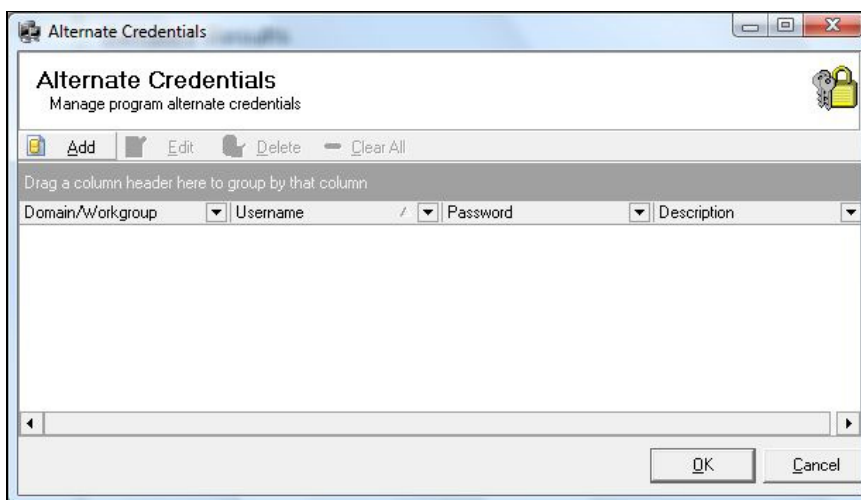 Alternate Credentials
Alternate Credentials
Manage program alternate credentials
Add Edit Delete Clear All
Drag a column header here to group by that column
Domain/Workgroup Username Password Description
OK Cancel